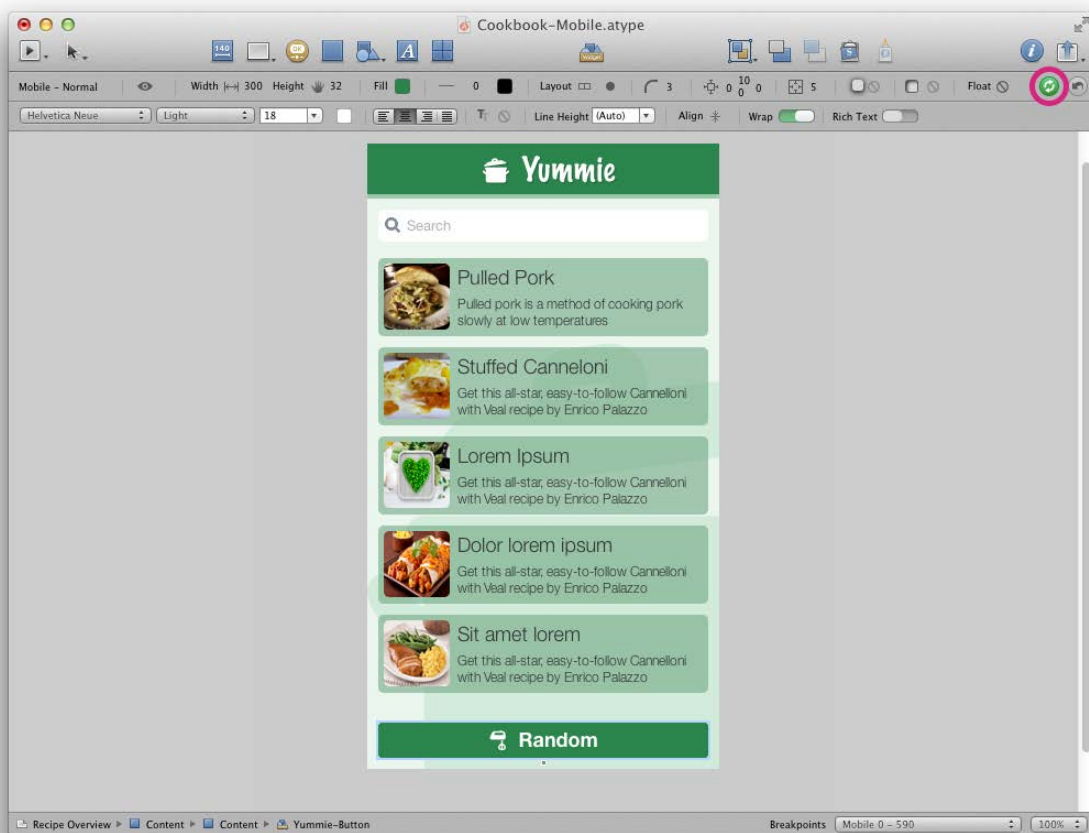 Cookbook-Mobile.atype
140
OK
A
Widget
S
i
Mobile - Normal Width 300 Height 32 Fill 0 Layout 3 0 10 0 0 5 Float
Helvetica Neue Light 18 Line Height (Auto) Align Wrap Rich Text
Yummie
Search
Pulled Pork
Pulled pork is a method of cooking pork
slowly at low temperatures
Stuffed Canneloni
Get this all-star, easy-to-follow Cannelloni
with Veal recipe by Enrico Palazzo
Lorem Ipsum
Get this all-star, easy-to-follow Cannelloni
with Veal recipe by Enrico Palazzo
Dolor lorem ipsum
Get this all-star, easy-to-follow Cannelloni
with Veal recipe by Enrico Palazzo
Sit amet lorem
Get this all-star, easy-to-follow Cannelloni
with Veal recipe by Enrico Palazzo
Random
Recipe Overview Content Content Yummie-Button Breakpoints Mobile 0 - 590 100%